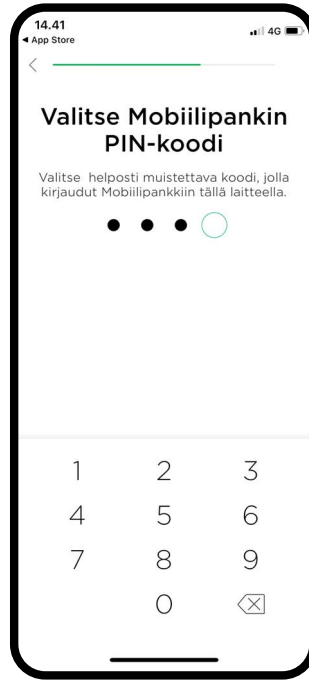 14.41
4G
◀ App Store
Valitse Mobiilipankin
PIN-koodi
Valitse helposti muistettava koodi, jolla
kirjaudut Mobiilipankkiin tällä laitteella.
1 2 3
4 5 6
7 8 9
0